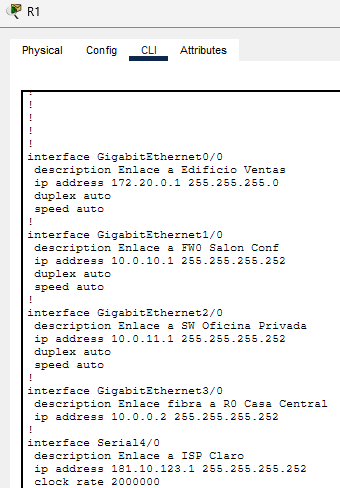 R1
Physical Config CLI Attributes
!
!
!
!
!
interface GigabitEthernet0/0
description Enlace a Edificio Ventas
ip address 172.20.0.1 255.255.255.0
duplex auto
speed auto
!
interface GigabitEthernet1/0
description Enlace a FW0 Salon Conf
ip address 10.0.10.1 255.255.255.252
duplex auto
speed auto
!
interface GigabitEthernet2/0
description Enlace a SW Oficina Privada
ip address 10.0.11.1 255.255.255.252
duplex auto
speed auto
!
interface GigabitEthernet3/0
description Enlace fibra a R0 Casa Central
ip address 10.0.0.2 255.255.255.252
!
interface Serial4/0
description Enlace a ISP Claro
ip address 181.10.123.1 255.255.255.252
clock rate 2000000